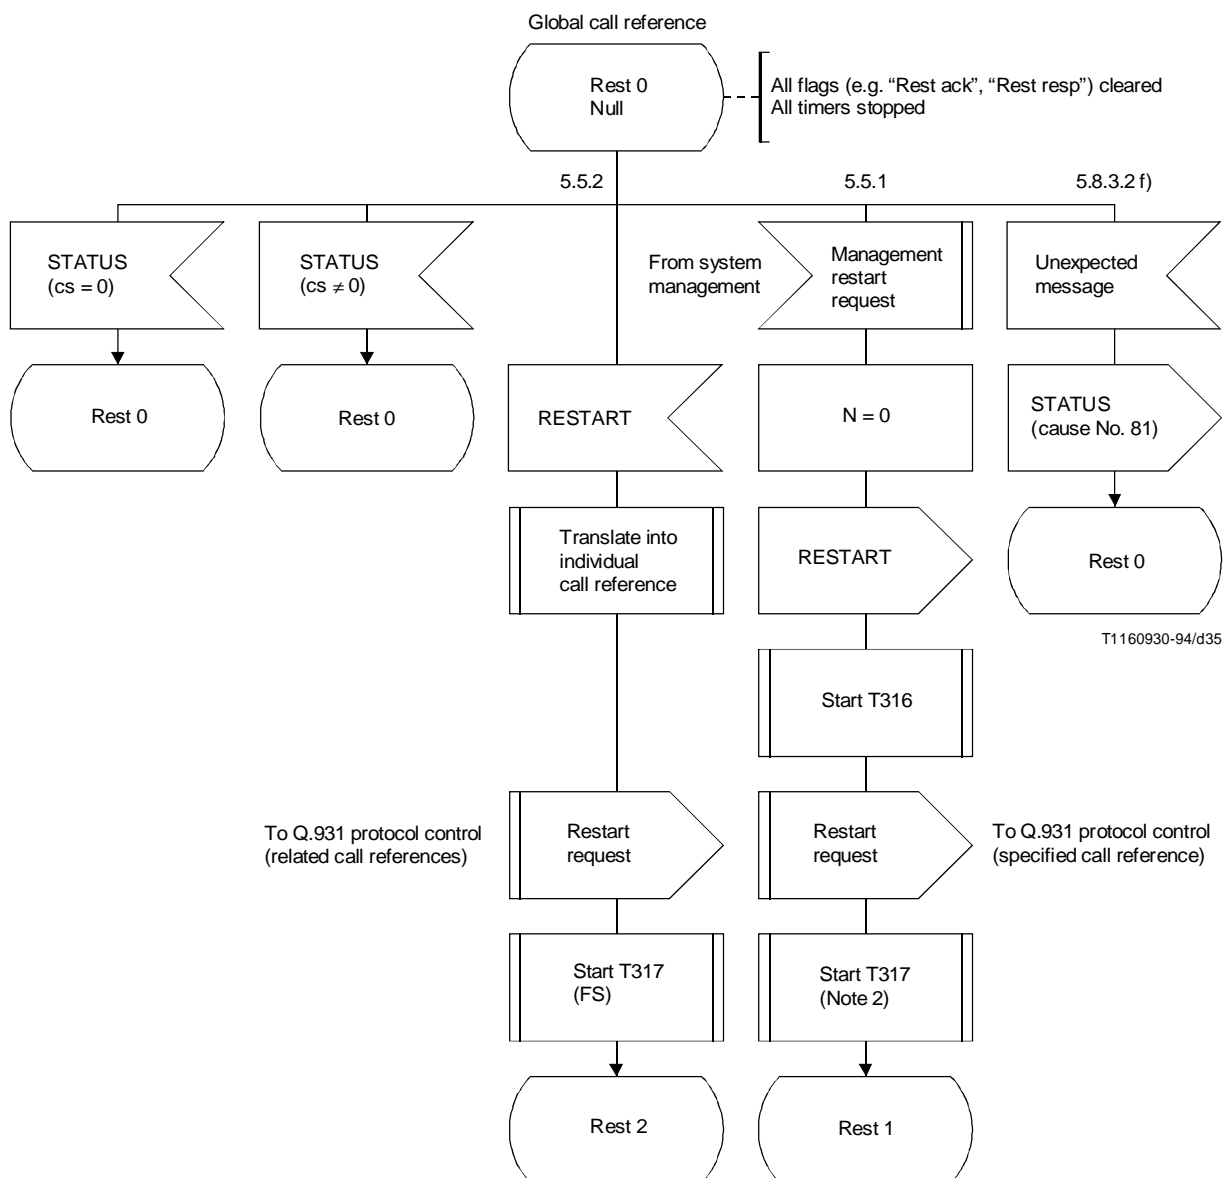 Global call reference
Rest 0
Null
All flags (e.g. “Rest ack”, “Rest resp”) cleared
All timers stopped
5.5.2
5.5.1
5.8.3.2 f)
STATUS
(cs = 0)
STATUS
(cs ≠ 0)
From system
management
Management
restart
request
Unexpected
message
Rest 0
Rest 0
RESTART
N = 0
STATUS
(cause No. 81)
Translate into
individual
call reference
RESTART
Rest 0
T1160930-94/d35
Start T316
To Q.931 protocol control
(related call references)
Restart
request
Restart
request
To Q.931 protocol control
(specified call reference)
Start T317
(FS)
Start T317
(Note 2)
Rest 2
Rest 1